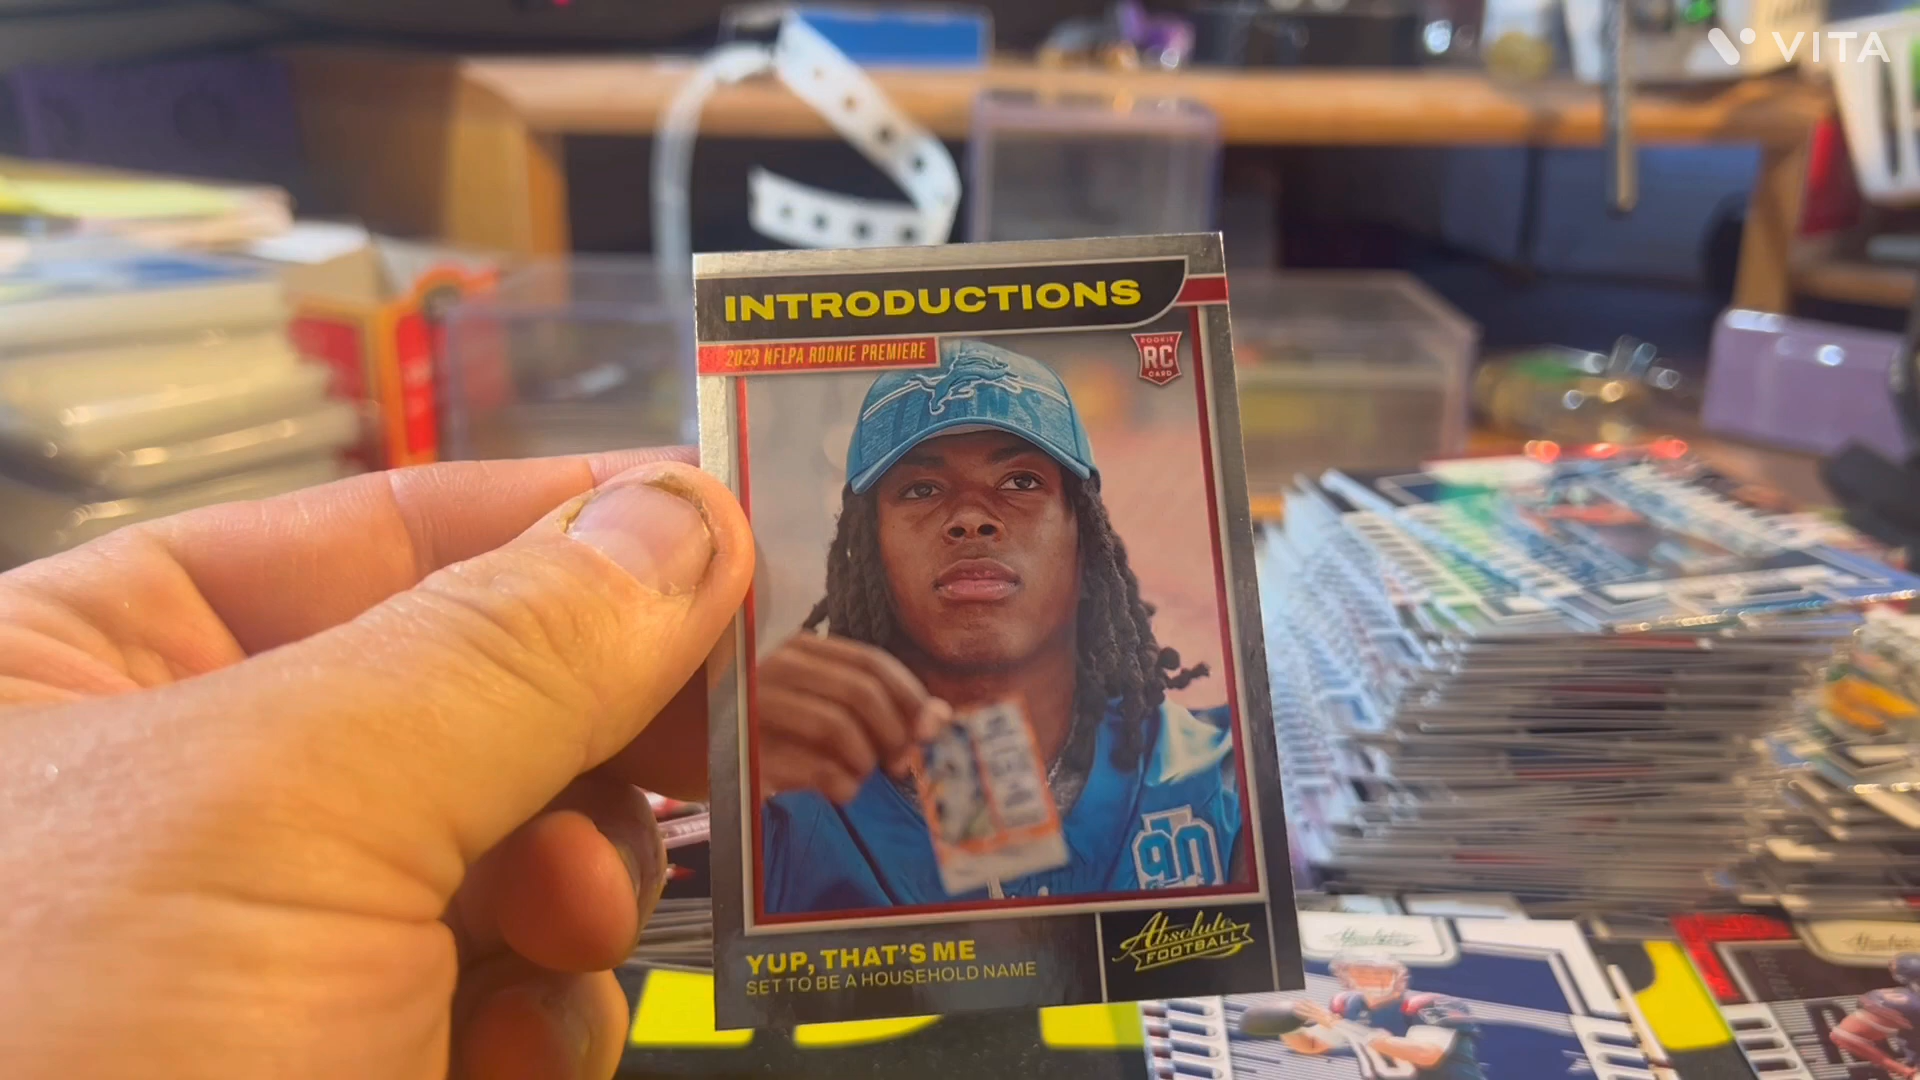 VITA
INTRODUCTIONS
2023 NFLPA ROOKIE PREMIERE
ROOKIE
RC
CARD
YUP, THAT'S ME
SET TO BE A HOUSEHOLD NAME
Absolute
FOOTBALL